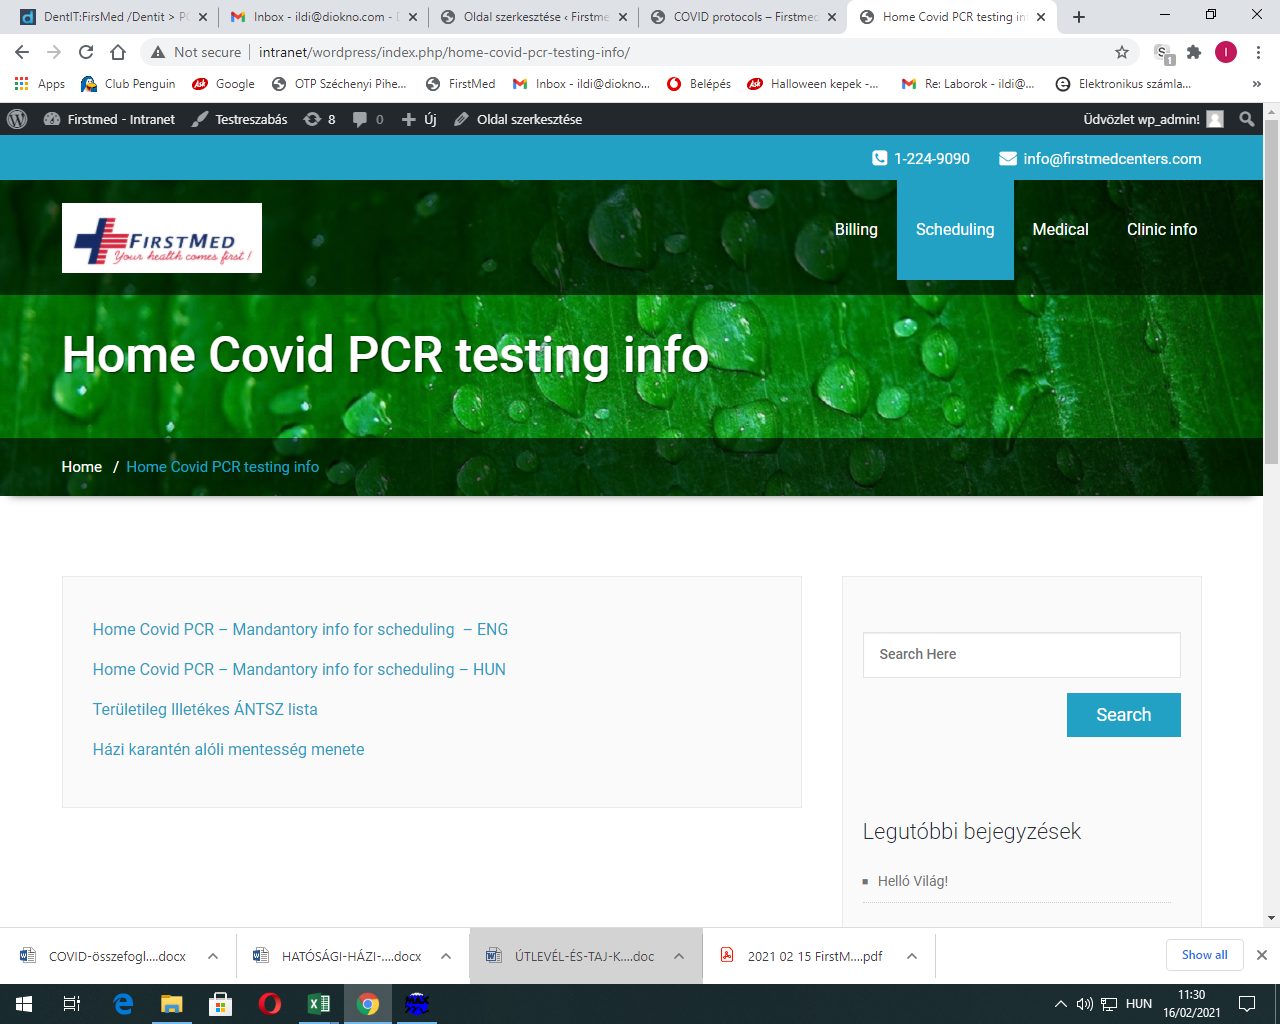 DentIT:FirsMed /Dentit > PC
Inbox - ildi@diokno.com - D
Oldal szerkesztése ‹ Firstme
COVID protocols – Firstmed
Home Covid PCR testing in
Not secure
intranet/wordpress/index.php/home-covid-pcr-testing-info/
Apps
Club Penguin
Google
OTP Széchenyi Pihe...
FirstMed
Inbox - ildi@diokno...
Belépés
Halloween kepek -...
Re: Laborok - ildi@...
Elektronikus számla...
»
Firstmed - Intranet
Testreszabás
8
0
Új
Oldal szerkesztése
Üdvözlet wp_admin!
1-224-9090
info@firstmedcenters.com
FIRSTMED
Your health comes first !
Billing
Scheduling
Medical
Clinic info
Home Covid PCR testing info
Home / Home Covid PCR testing info
Home Covid PCR – Mandantory info for scheduling – ENG
Home Covid PCR – Mandantory info for scheduling – HUN
Területileg Illetékes ÁNTSZ lista
Házi karantén alóli mentesség menete
Search Here
Search
Legutóbbi bejegyzések
Helló Világ!
COVID-összefogl....docx
HATÓSÁGI-HÁZI-....docx
ÚTLEVÉL-ÉS-TAJ-K....doc
2021 02 15 FirstM....pdf
Show all
HUN
11:30
16/02/2021